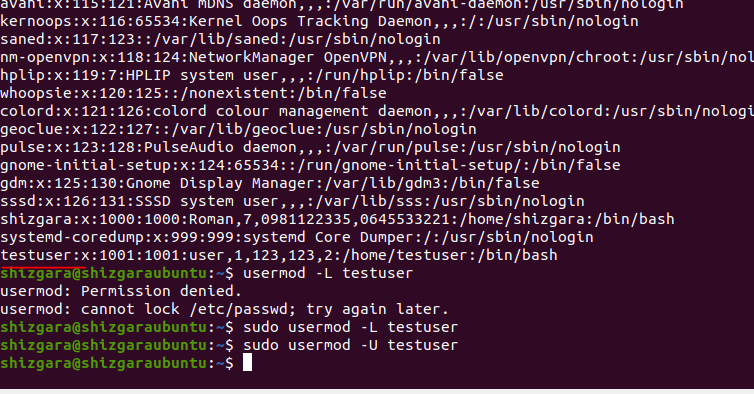 avahi:x:115:121:Avahi mDNS daemon,,,:/var/run/avahi-daemon:/usr/sbin/nologin
kernoops:x:116:65534:Kernel Oops Tracking Daemon,,,:/:/usr/sbin/nologin
saned:x:117:123::/var/lib/saned:/usr/sbin/nologin
nm-openvpn:x:118:124:NetworkManager OpenVPN,,,:/var/lib/openvpn/chroot:/usr/sbin/nol
hplip:x:119:7:HPLIP system user,,,:/run/hplip:/bin/false
whoopsie:x:120:125::/nonexistent:/bin/false
colord:x:121:126:colord colour management daemon,,,:/var/lib/colord:/usr/sbin/nologi
geoclue:x:122:127::/var/lib/geoclue:/usr/sbin/nologin
pulse:x:123:128:PulseAudio daemon,,,:/var/run/pulse:/usr/sbin/nologin
gnome-initial-setup:x:124:65534::/run/gnome-initial-setup/:/bin/false
gdm:x:125:130:Gnome Display Manager:/var/lib/gdm3:/bin/false
sssd:x:126:131:SSSD system user,,,:/var/lib/sss:/usr/sbin/nologin
shizgara:x:1000:1000:Roman,7,0981122335,0645533221:/home/shizgara:/bin/bash
systemd-coredump:x:999:999:systemd Core Dumper:/:/usr/sbin/nologin
testuser:x:1001:1001:user,1,123,123,2:/home/testuser:/bin/bash
shizgara@shizgaraubuntu:~$ usermod -L testuser
usermod: Permission denied.
usermod: cannot lock /etc/passwd; try again later.
shizgara@shizgaraubuntu:~$ sudo usermod -L testuser
shizgara@shizgaraubuntu:~$ sudo usermod -U testuser
shizgara@shizgaraubuntu:~$